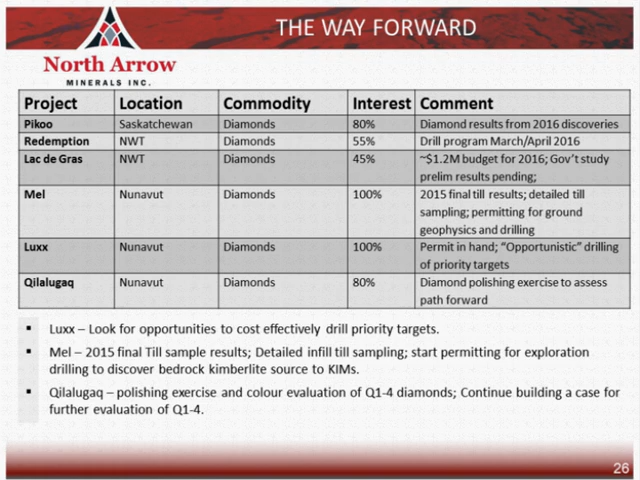 THE WAY FORWARD
North Arrow
MINERALS INC.
Project Location Commodity Interest Comment
Pikoo Saskatchewan Diamonds 80% Diamond results from 2016 discoveries
Redemption NWT Diamonds 55% Drill program March/April 2016
Lac de Gras NWT Diamonds 45% ~$1.2M budget for 2016; Gov't study
prelim results pending;
Mel Nunavut Diamonds 100% 2015 final till results; detailed till
sampling; permitting for ground
geophysics and drilling
Luxx Nunavut Diamonds 100% Permit in hand; "Opportunistic" drilling
of priority targets
Qilalugaq Nunavut Diamonds 80% Diamond polishing exercise to assess
path forward
▪ Luxx – Look for opportunities to cost effectively drill priority targets.
▪ Mel – 2015 final Till sample results; Detailed infill till sampling; start permitting for exploration
drilling to discover bedrock kimberlite source to KIMs.
▪ Qilalugaq – polishing exercise and colour evaluation of Q1-4 diamonds; Continue building a case for
further evaluation of Q1-4.
26